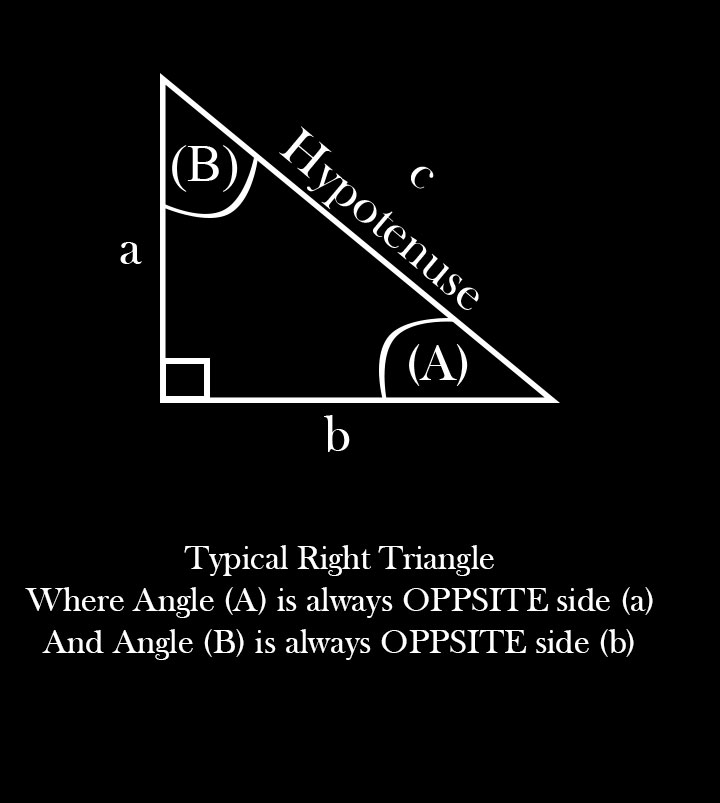 (B)
Hypotenuse
c
a
(A)
b
Typical Right Triangle
Where Angle (A) is always OPPSITE side (a)
And Angle (B) is always OPPSITE side (b)